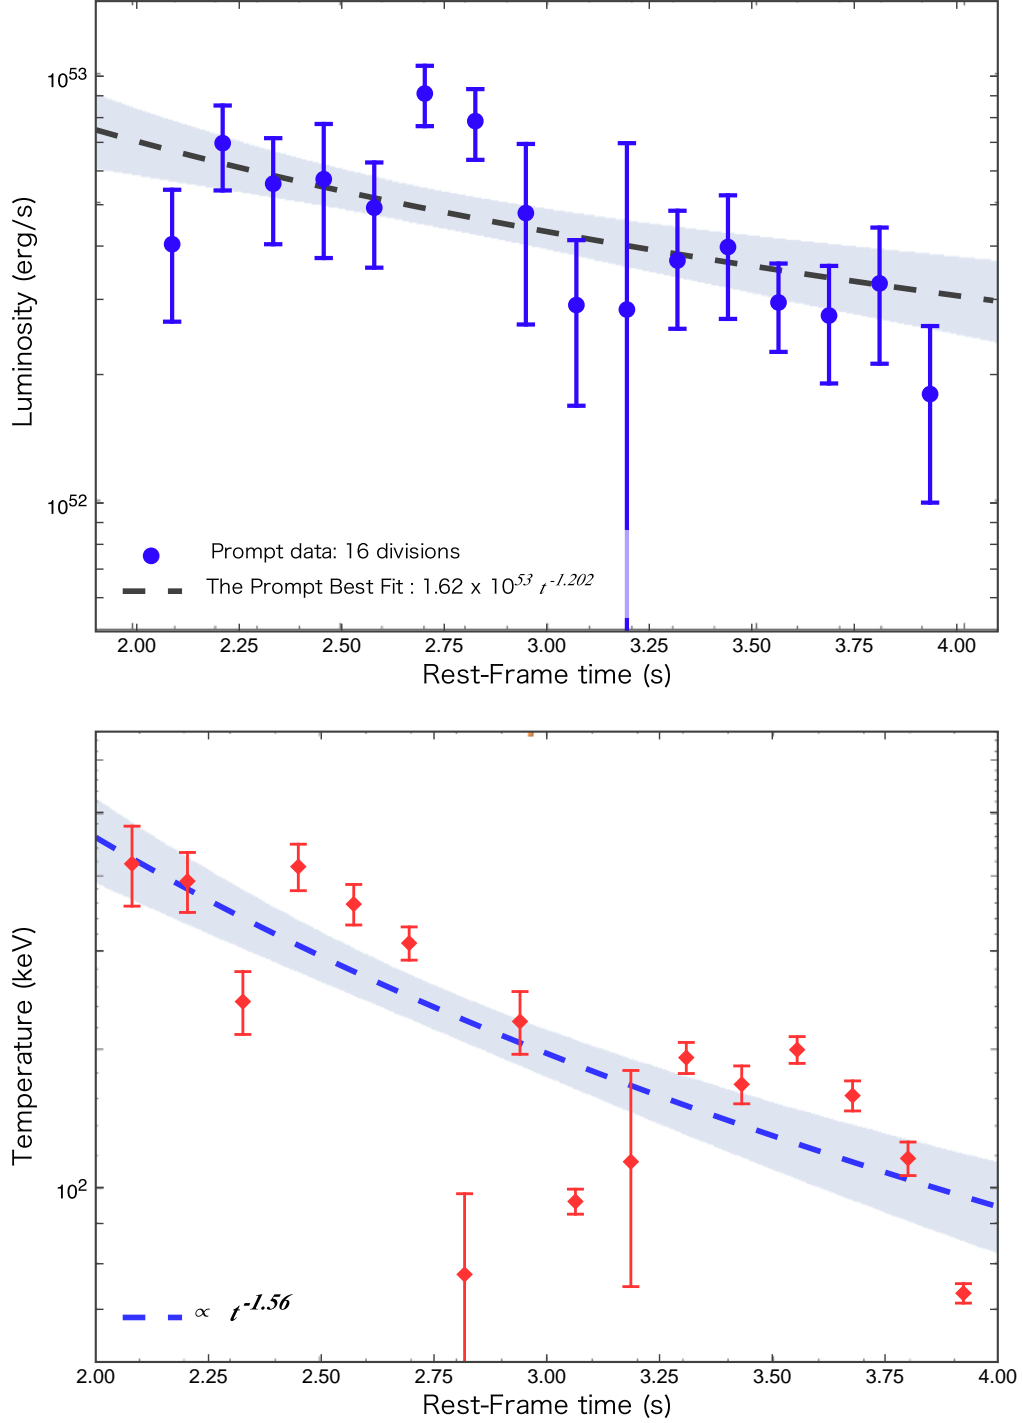 10^53
Luminosity (erg/s)
10^52
Prompt data: 16 divisions
The Prompt Best Fit : 1.62 x 10^53 t^-1.202
2.00 2.25 2.50 2.75 3.00 3.25 3.50 3.75 4.00
Rest-Frame time (s)
Temperature (keV)
10^2
∝ t^-1.56
2.00 2.25 2.50 2.75 3.00 3.25 3.50 3.75 4.00
Rest-Frame time (s)